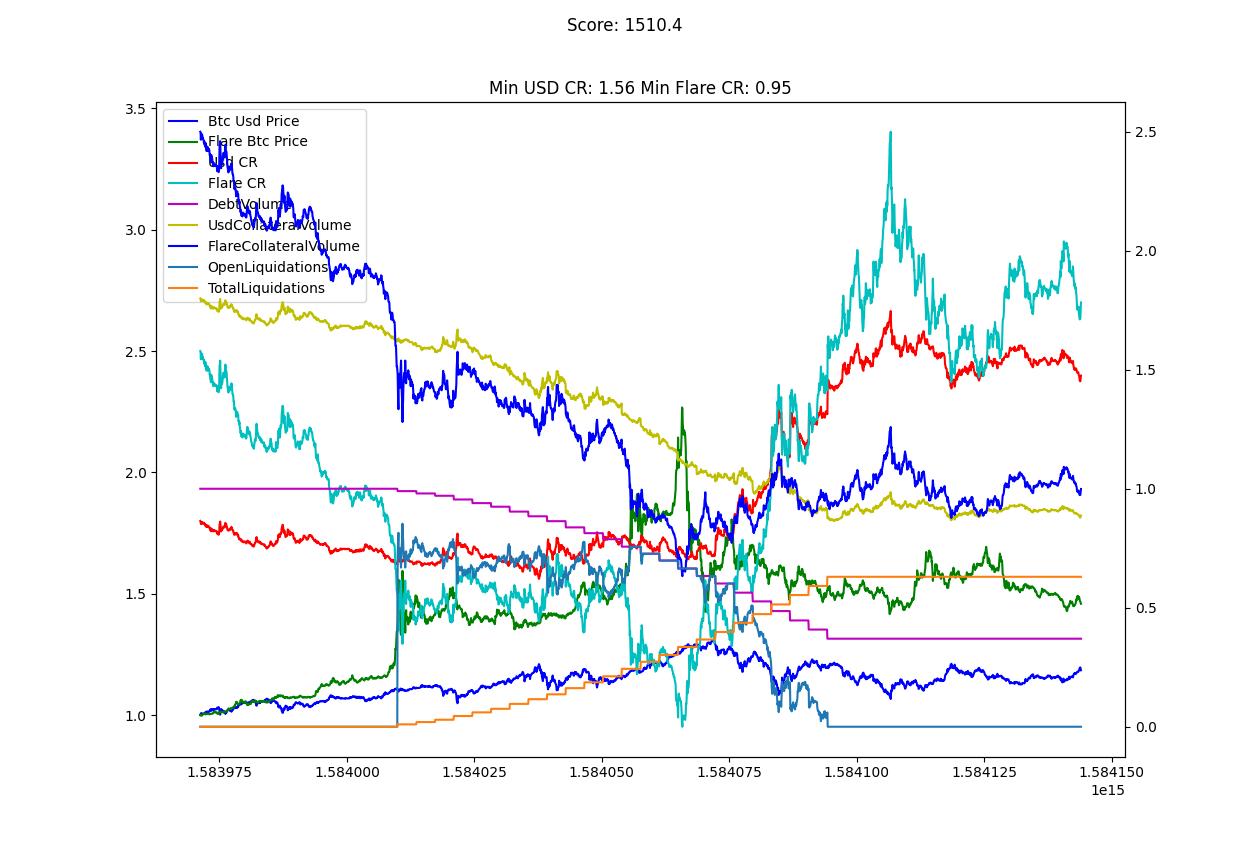 Score: 1510.4
Min USD CR: 1.56 Min Flare CR: 0.95
Btc Usd Price
Flare Btc Price
Usd CR
Flare CR
DebtVolume
UsdCollateralVolume
FlareCollateralVolume
OpenLiquidations
TotalLiquidations
3.5
3.0
2.5
2.0
1.5
1.0
2.5
2.0
1.5
1.0
0.5
0.0
1.583975 1.584000 1.584025 1.584050 1.584075 1.584100 1.584125 1.584150
1e15